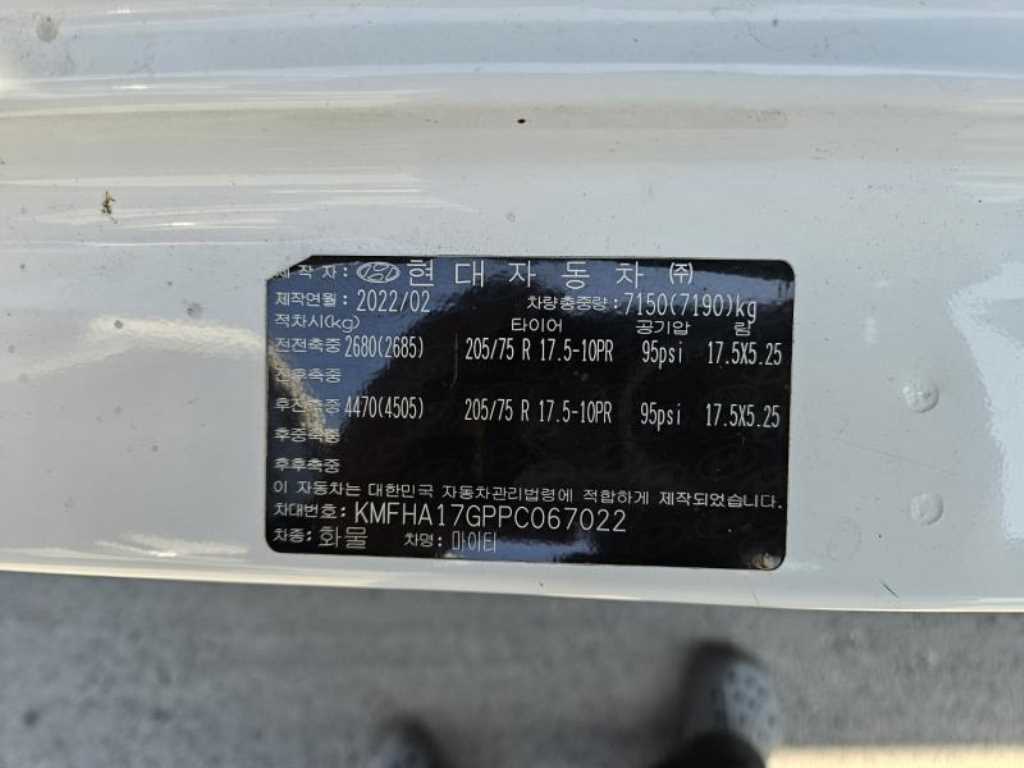 제작자: 현대자동차 ㈜
제작연월: 2022/02 차량총중량: 7150(7190)kg
적차시(kg) 타이어 공기압 림
전전축중 2680(2685) 205/75 R 17.5-10PR 95psi 17.5X5.25
전후축중
후전축중 4470(4505) 205/75 R 17.5-10PR 95psi 17.5X5.25
후중축중
후후축중
이 자동차는 대한민국 자동차관리법령에 적합하게 제작되었습니다.
차대번호: KMFHA17GPPC067022
차종: 화물 차명: 마이티